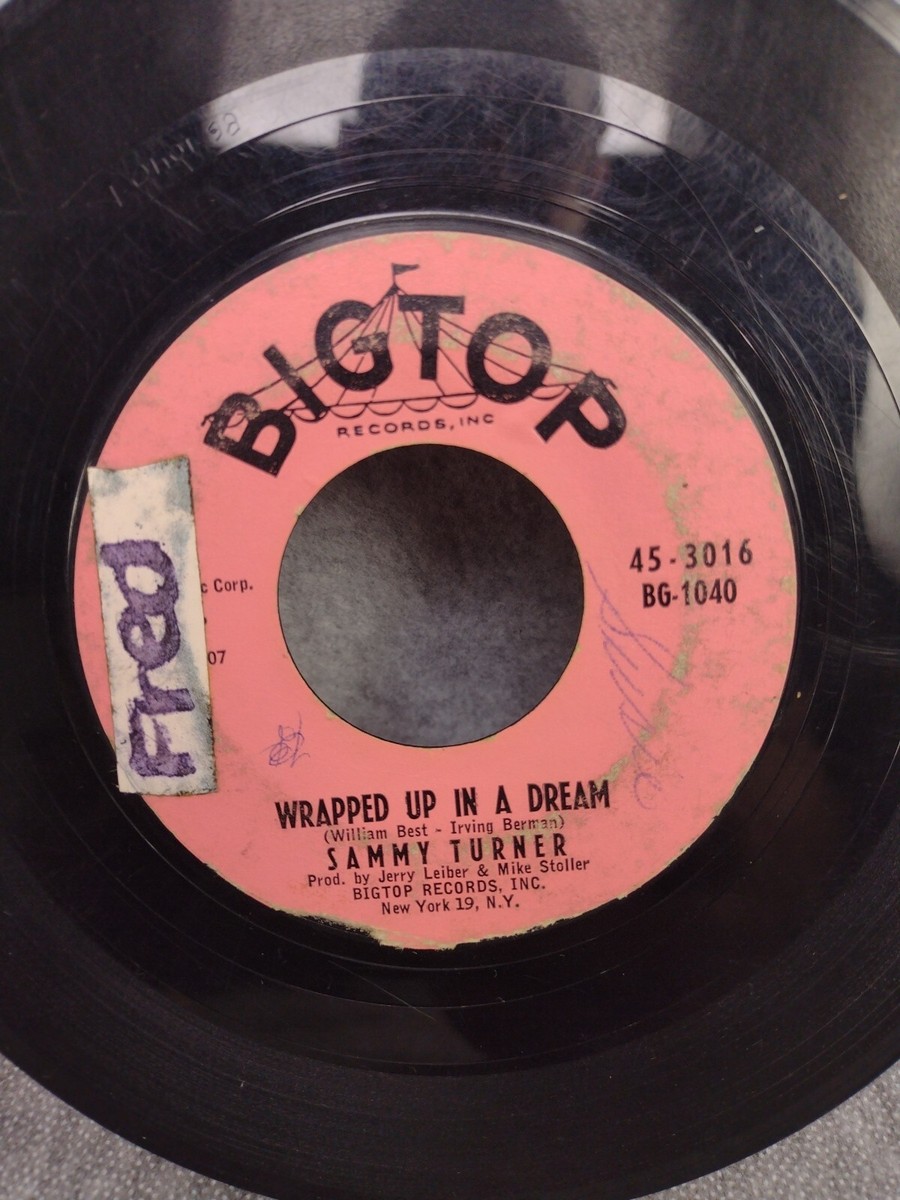 BIGTOP
RECORDS, INC
45-3016
BG-1040
c Corp.
07
Fred
WRAPPED UP IN A DREAM
(William Best - Irving Berman)
SAMMY TURNER
Prod. by Jerry Leiber & Mike Stoller
BIGTOP RECORDS, INC.
New York 19, N.Y.